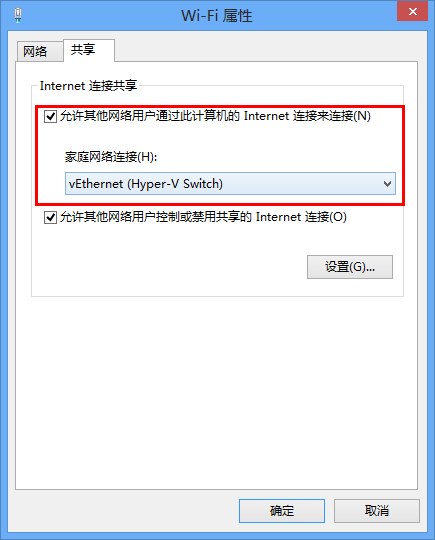 Wi-Fi 属性
网络
共享
Internet 连接共享
允许其他网络用户通过此计算机的 Internet 连接来连接(N)
家庭网络连接(H):
vEthernet (Hyper-V Switch)
允许其他网络用户控制或禁用共享的 Internet 连接(O)
设置(G)...
确定
取消